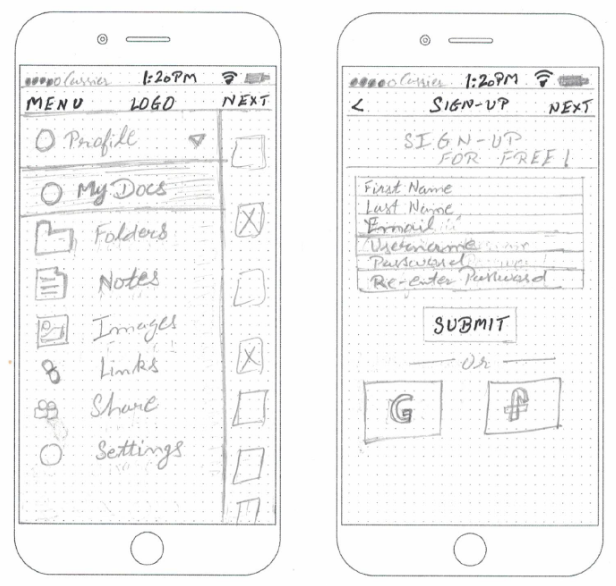 Carrier 1:20PM
MENU LOGO NEXT
Profile
My Docs
Folders
Notes
Images
Links
Share
Settings
Carrier 1:20PM
< SIGN-UP NEXT
SIGN-UP
FOR FREE!
First Name
Last Name
Email
Username
Password
Re-enter Password
SUBMIT
Or
G f